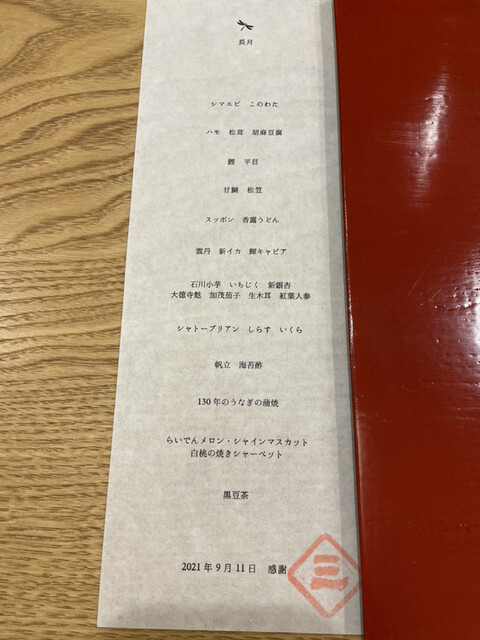 長月
シマエビ このわた
ハモ 松茸 胡麻豆腐
鰹 平目
甘鯛 松笠
スッポン 香露うどん
雲丹 新イカ 輝キャビア
石川小芋 いちじく 新銀杏
大徳寺麩 加茂茄子 生木耳 紅葉人参
シャトーブリアン しらす いくら
帆立 海苔酢
130年のうなぎの蒲焼
らいでんメロン・シャインマスカット
白桃の焼きシャーベット
黒豆茶
2021年9月11日 感謝
三